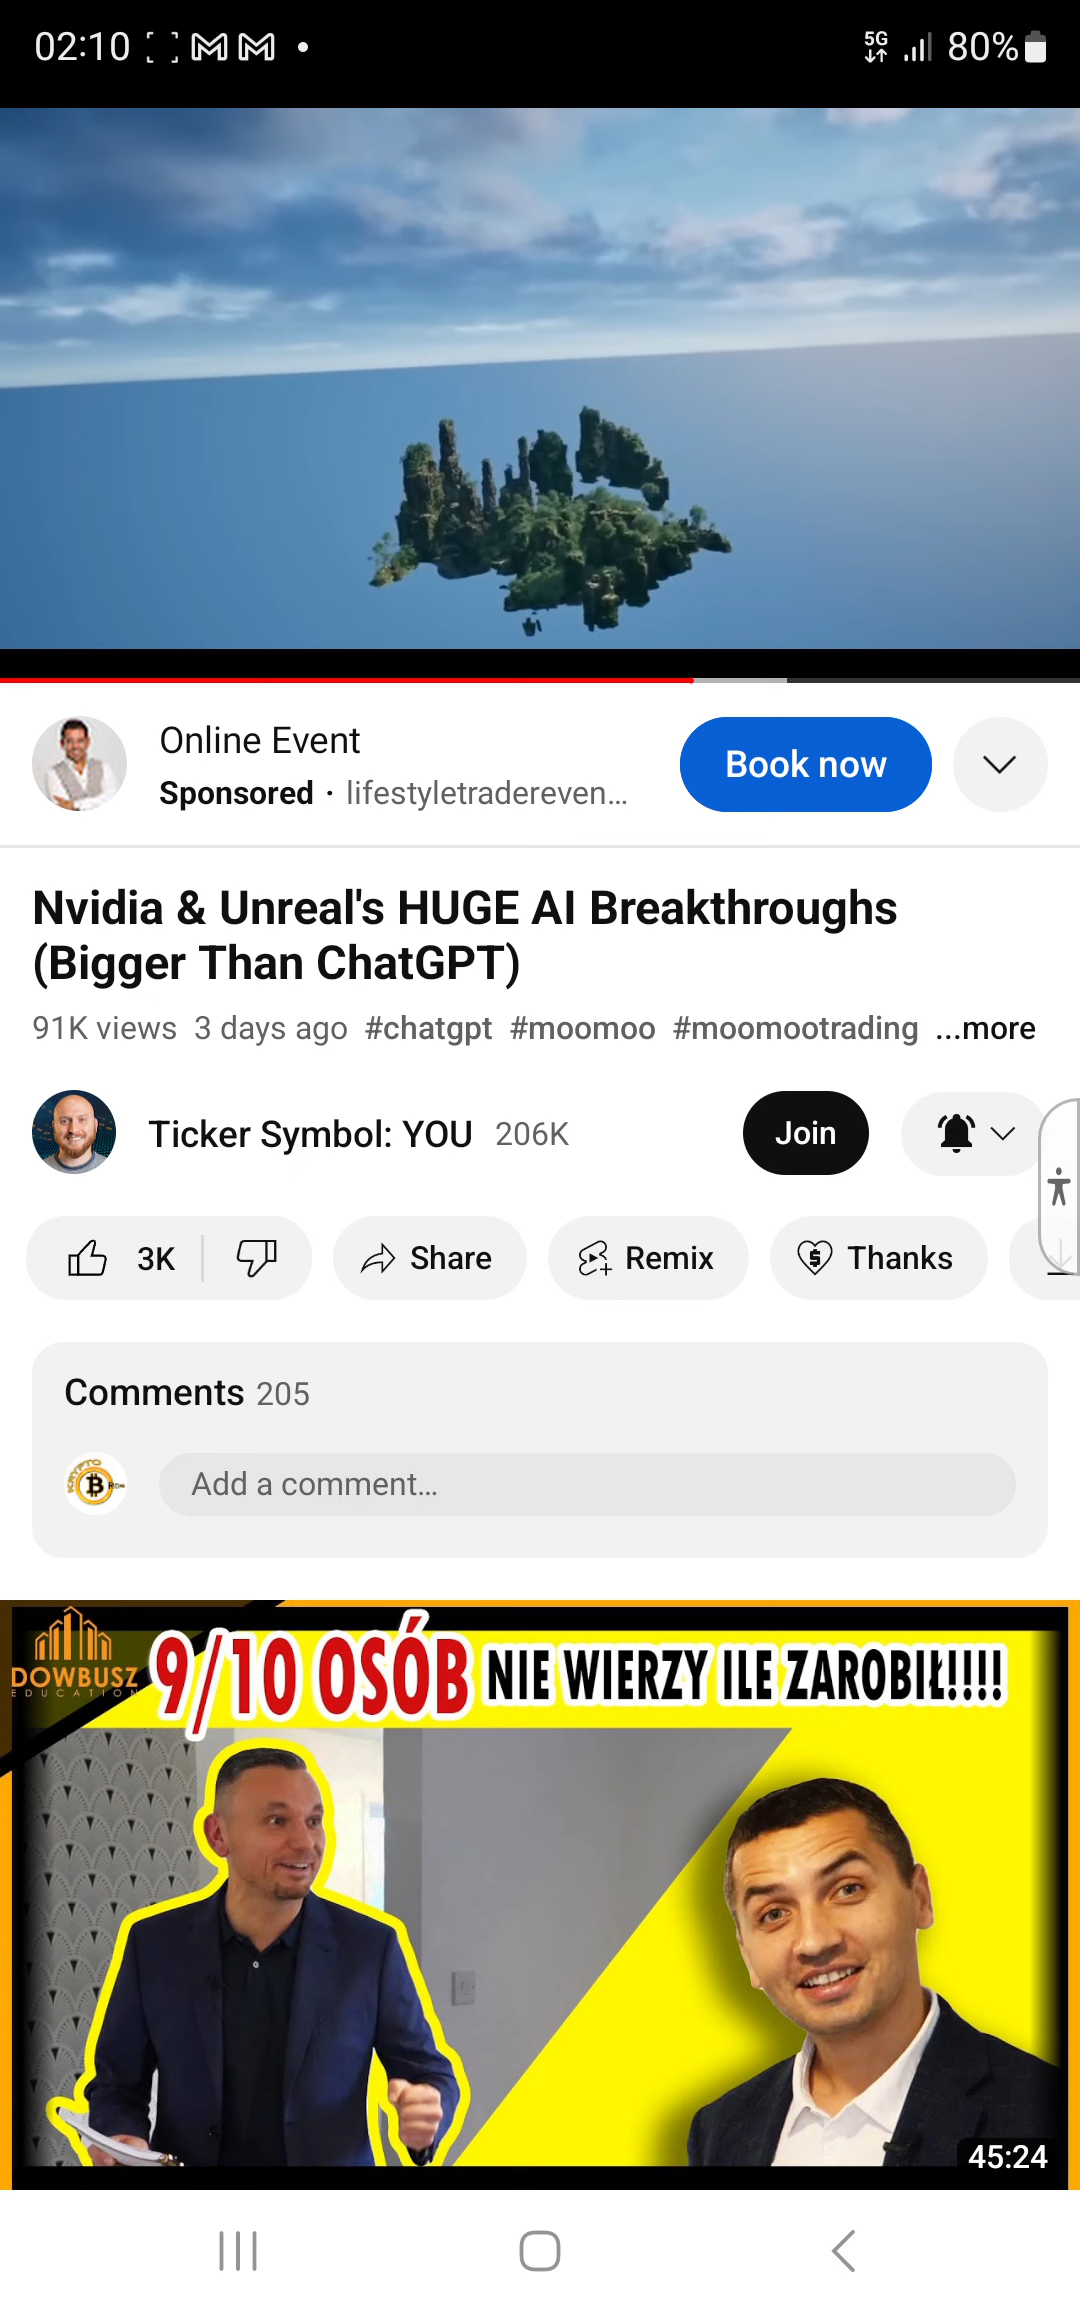 02:10
5G
80%
Online Event
Book now
Sponsored · lifestyletradereven...
Nvidia & Unreal's HUGE AI Breakthroughs
(Bigger Than ChatGPT)
91K views 3 days ago #chatgpt #moomoo #moomootrading ...more
Ticker Symbol: YOU 206K
Join
3K
Share
Remix
Thanks
Comments 205
KRYPTO
Add a comment...
DOWBUSZ
EDUCATION
9/10 OSÓB NIE WIERZY ILE ZAROBIŁ!!!!
45:24